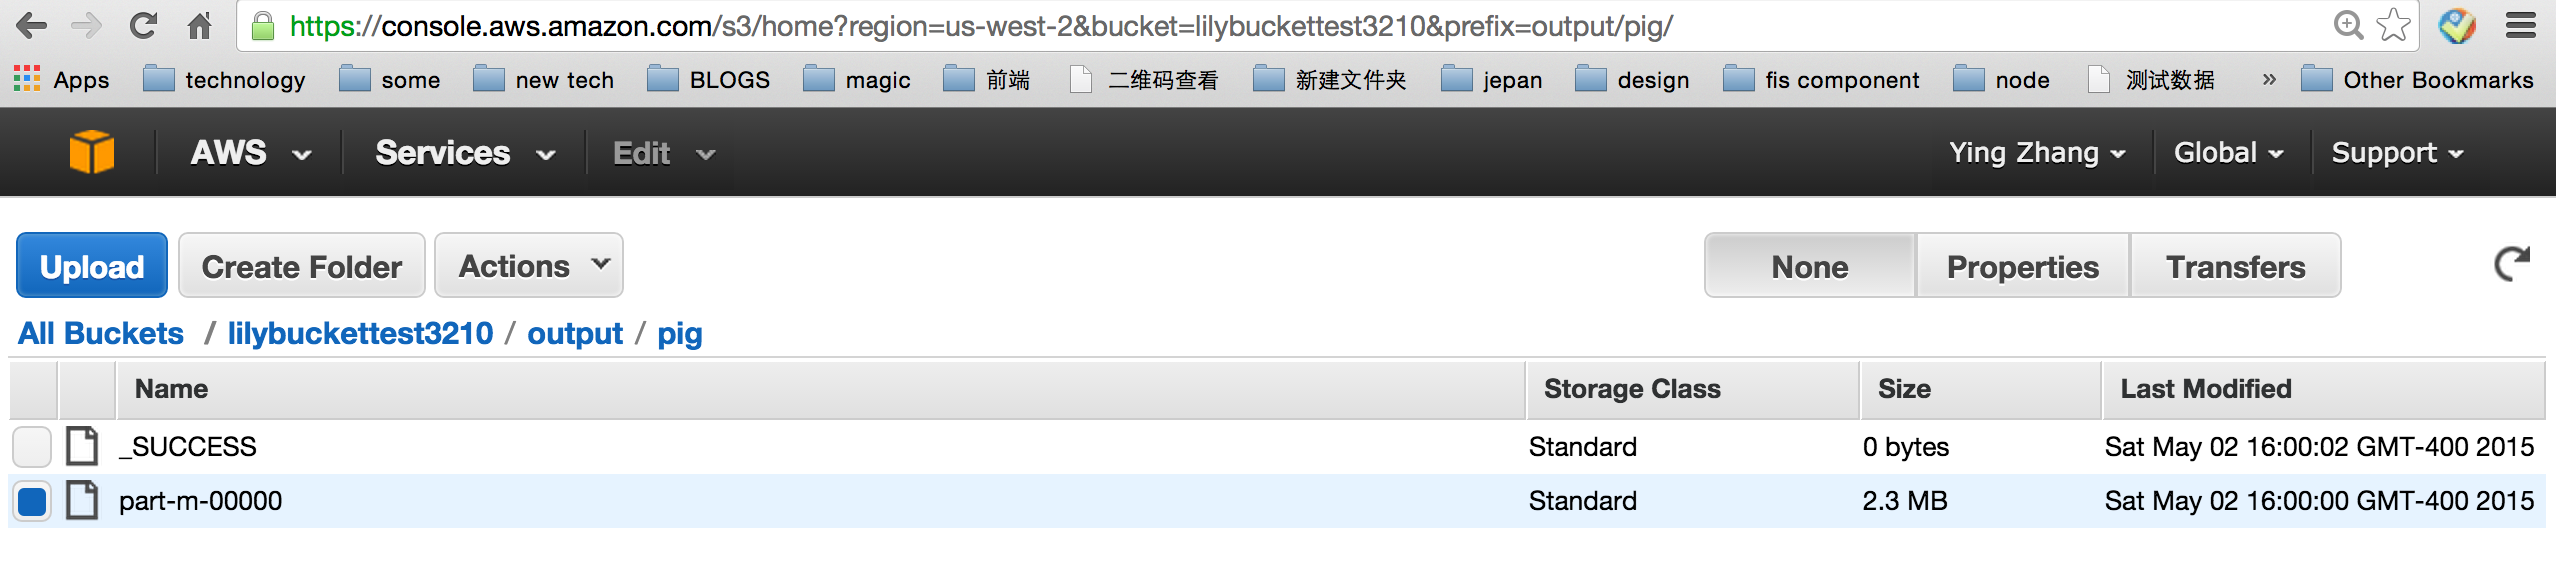 https://console.aws.amazon.com/s3/home?region=us-west-2&bucket=lilybuckettest3210&prefix=output/pig/
Apps technology some new tech BLOGS magic 前端 二维码查看 新建文件夹 jepan design fis component node 测试数据 » Other Bookmarks
AWS Services Edit Ying Zhang Global Support
Upload Create Folder Actions None Properties Transfers
All Buckets / lilybuckettest3210 / output / pig
Name Storage Class Size Last Modified
_SUCCESS Standard 0 bytes Sat May 02 16:00:02 GMT-400 2015
part-m-00000 Standard 2.3 MB Sat May 02 16:00:00 GMT-400 2015